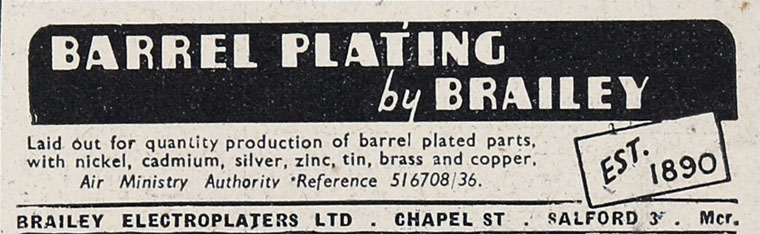 BARREL PLATING
by BRAILEY
Laid out for quantity production of barrel plated parts,
with nickel, cadmium, silver, zinc, tin, brass and copper.
Air Ministry Authority Reference 516708/36.
EST.
1890
BRAILEY ELECTROPLATERS LTD . CHAPEL ST . SALFORD 3 . Mcr.